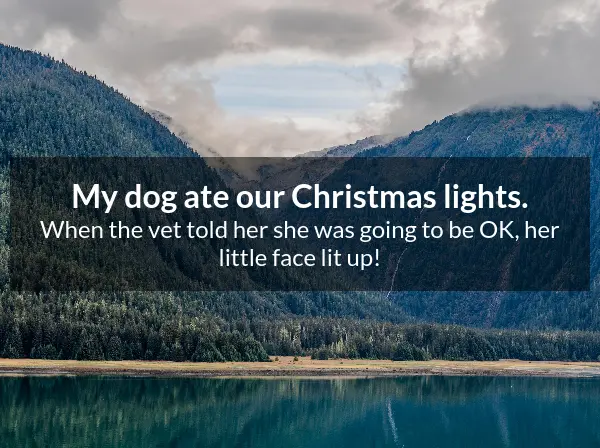 My dog ate our Christmas lights.
When the vet told her she was going to be OK, her
little face lit up!